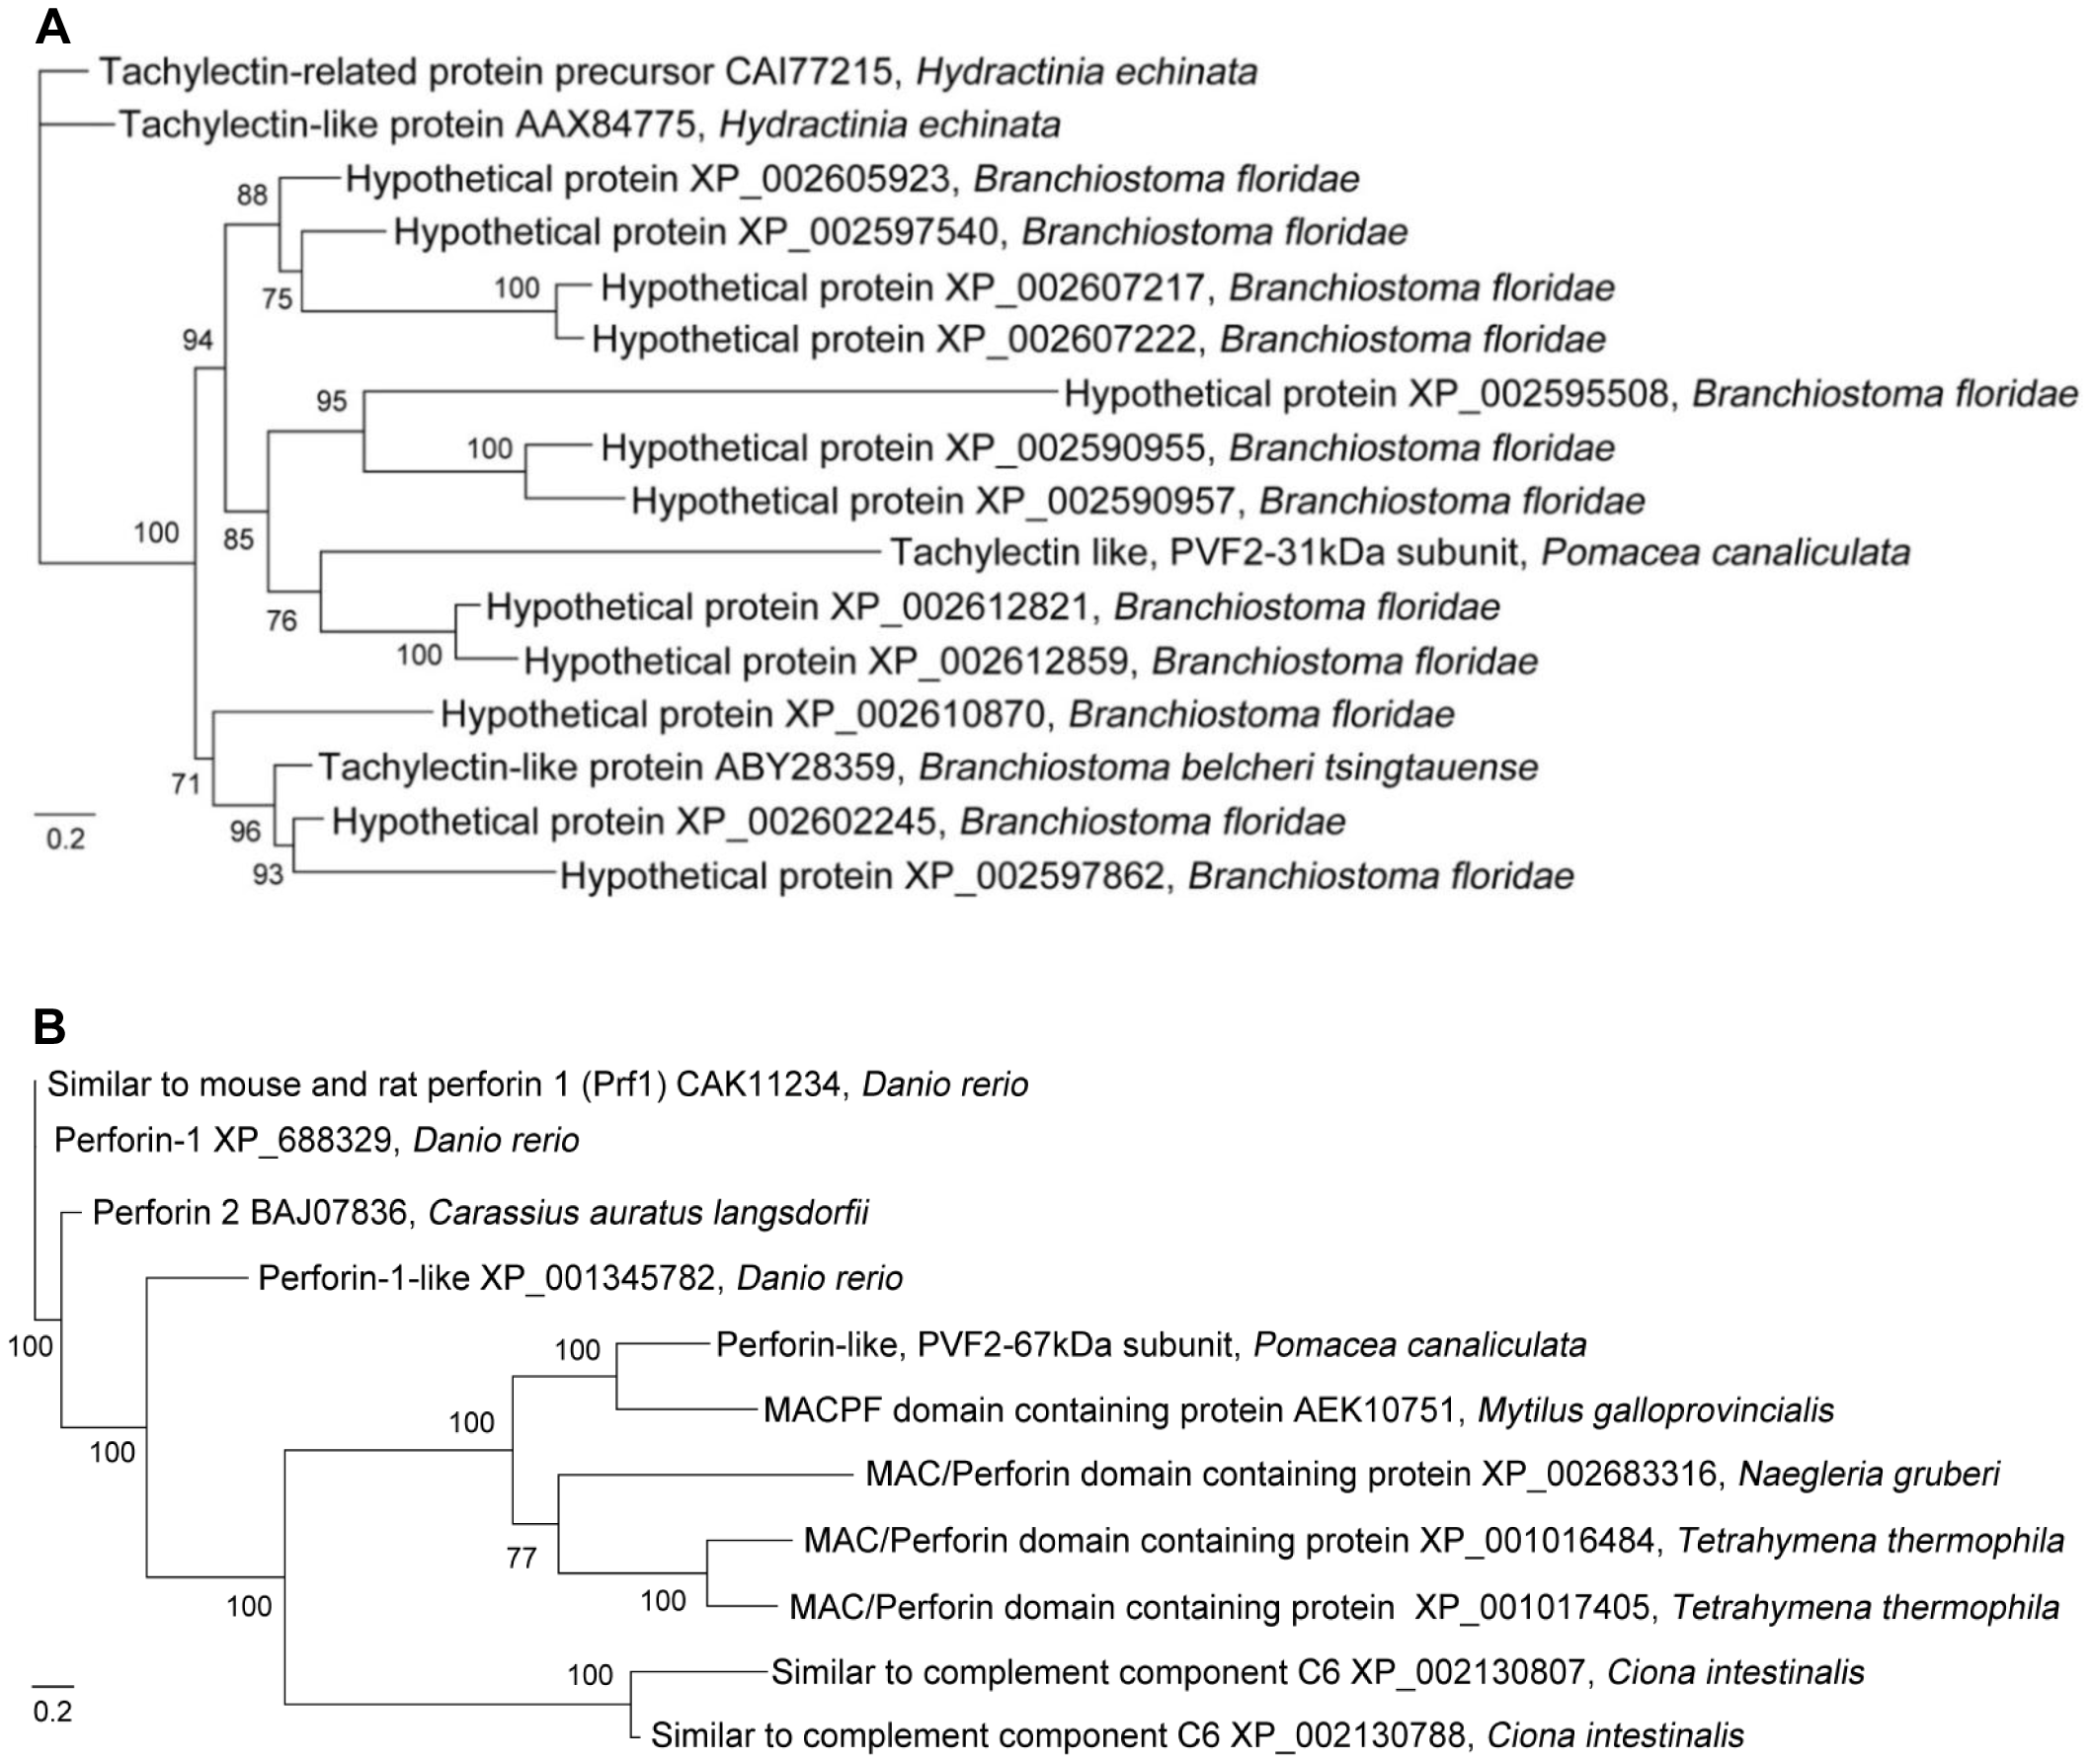 A
Tachylectin-related protein precursor CAI77215, Hydractinia echinata
Tachylectin-like protein AAX84775, Hydractinia echinata
88
Hypothetical protein XP_002605923, Branchiostoma floridae
Hypothetical protein XP_002597540, Branchiostoma floridae
75
100
Hypothetical protein XP_002607217, Branchiostoma floridae
94
Hypothetical protein XP_002607222, Branchiostoma floridae
95
Hypothetical protein XP_002595508, Branchiostoma floridae
100
Hypothetical protein XP_002590955, Branchiostoma floridae
Hypothetical protein XP_002590957, Branchiostoma floridae
100
85
Tachylectin like, PVF2-31kDa subunit, Pomacea canaliculata
76
Hypothetical protein XP_002612821, Branchiostoma floridae
100
Hypothetical protein XP_002612859, Branchiostoma floridae
Hypothetical protein XP_002610870, Branchiostoma floridae
71
Tachylectin-like protein ABY28359, Branchiostoma belcheri tsingtauense
0.2
96
Hypothetical protein XP_002602245, Branchiostoma floridae
93
Hypothetical protein XP_002597862, Branchiostoma floridae
B
Similar to mouse and rat perforin 1 (Prf1) CAK11234, Danio rerio
Perforin-1 XP_688329, Danio rerio
Perforin 2 BAJ07836, Carassius auratus langsdorfii
Perforin-1-like XP_001345782, Danio rerio
100
100
Perforin-like, PVF2-67kDa subunit, Pomacea canaliculata
100
MACPF domain containing protein AEK10751, Mytilus galloprovincialis
100
MAC/Perforin domain containing protein XP_002683316, Naegleria gruberi
77
MAC/Perforin domain containing protein XP_001016484, Tetrahymena thermophila
100
100
MAC/Perforin domain containing protein XP_001017405, Tetrahymena thermophila
100
Similar to complement component C6 XP_002130807, Ciona intestinalis
0.2
Similar to complement component C6 XP_002130788, Ciona intestinalis